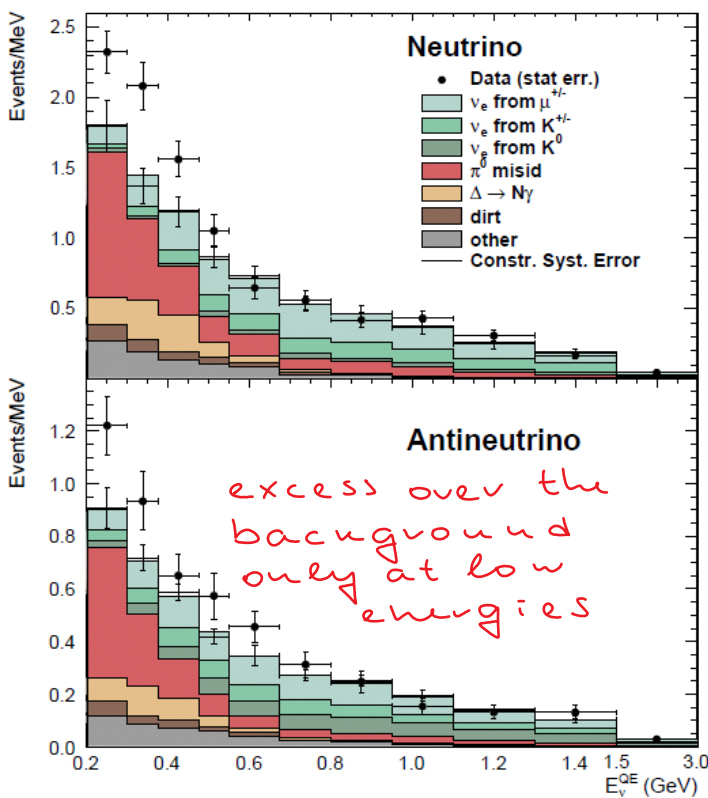 Events/MeV
2.5
2.0
1.5
1.0
0.5
Neutrino
Data (stat err.)
νe from μ+/-
νe from K+/-
νe from K0
π0 misid
Δ → Nγ
dirt
other
Constr. Syst. Error
Events/MeV
1.2
1.0
0.8
0.6
0.4
0.2
0.0
Antineutrino
excess over the
background
only at low
energies
0.2 0.4 0.6 0.8 1.0 1.2 1.4 1.5 3.0
EνQE (GeV)